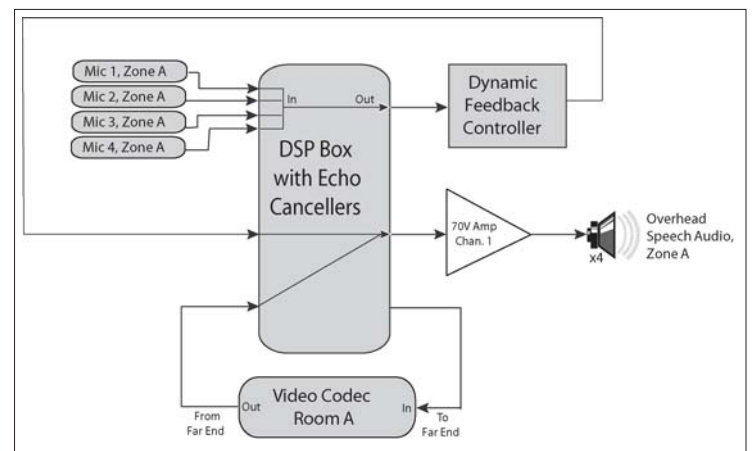 Mic 1, Zone A
Mic 2, Zone A
Mic 3, Zone A
Mic 4, Zone A
In
Out
DSP Box
with Echo
Cancellers
Dynamic
Feedback
Controller
70V Amp
Chan. 1
x4
Overhead
Speech Audio,
Zone A
Out
Video Codec
Room A
In
From
Far End
To
Far End